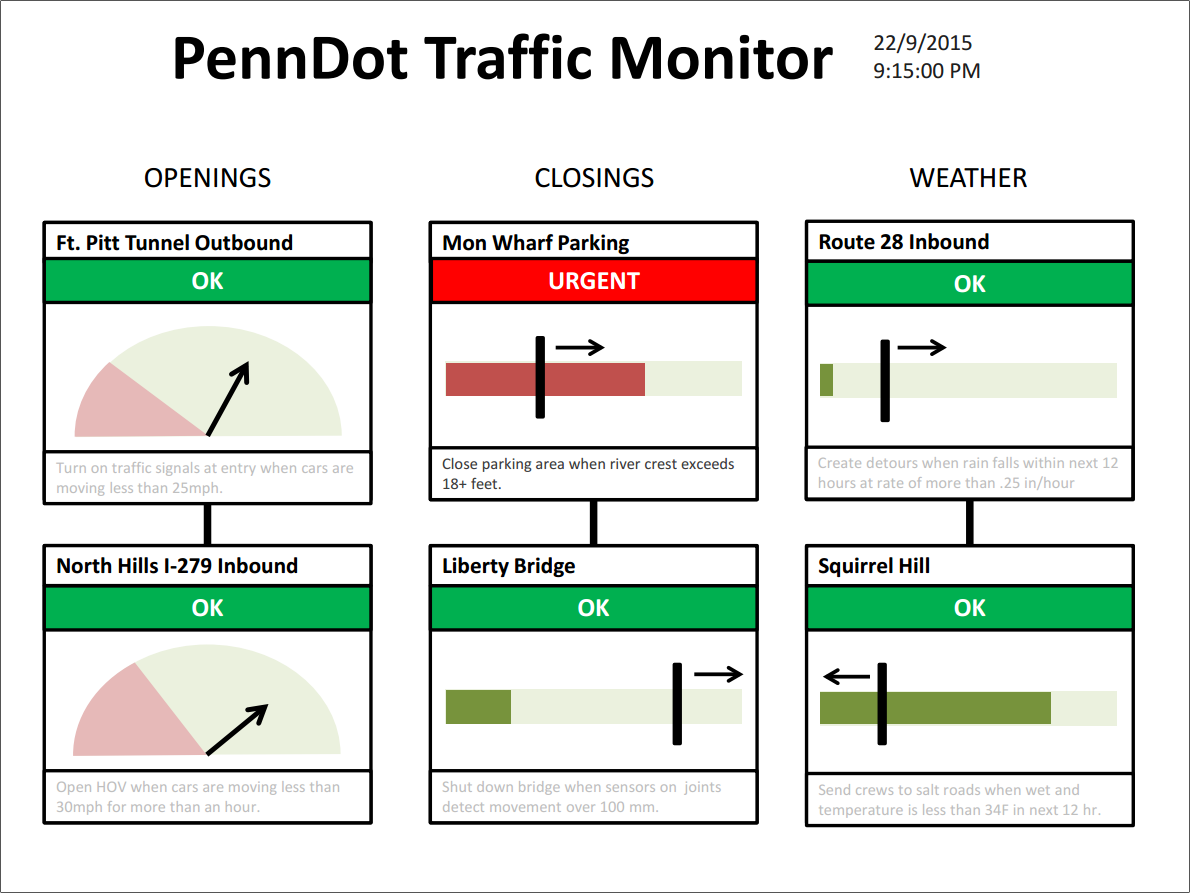 PennDot Traffic Monitor
22/9/2015
9:15:00 PM
OPENINGS
CLOSINGS
WEATHER
Ft. Pitt Tunnel Outbound
OK
Turn on traffic signals at entry when cars are
moving less than 25mph.
Mon Wharf Parking
URGENT
Close parking area when river crest exceeds
18+ feet.
Route 28 Inbound
OK
Create detours when rain falls within next 12
hours at rate of more than .25 in/hour
North Hills I-279 Inbound
OK
Open HOV when cars are moving less than
30mph for more than an hour.
Liberty Bridge
OK
Shut down bridge when sensors on  joints
detect movement over 100 mm.
Squirrel Hill
OK
Send crews to salt roads when wet and
temperature is less than 34F in next 12 hr.